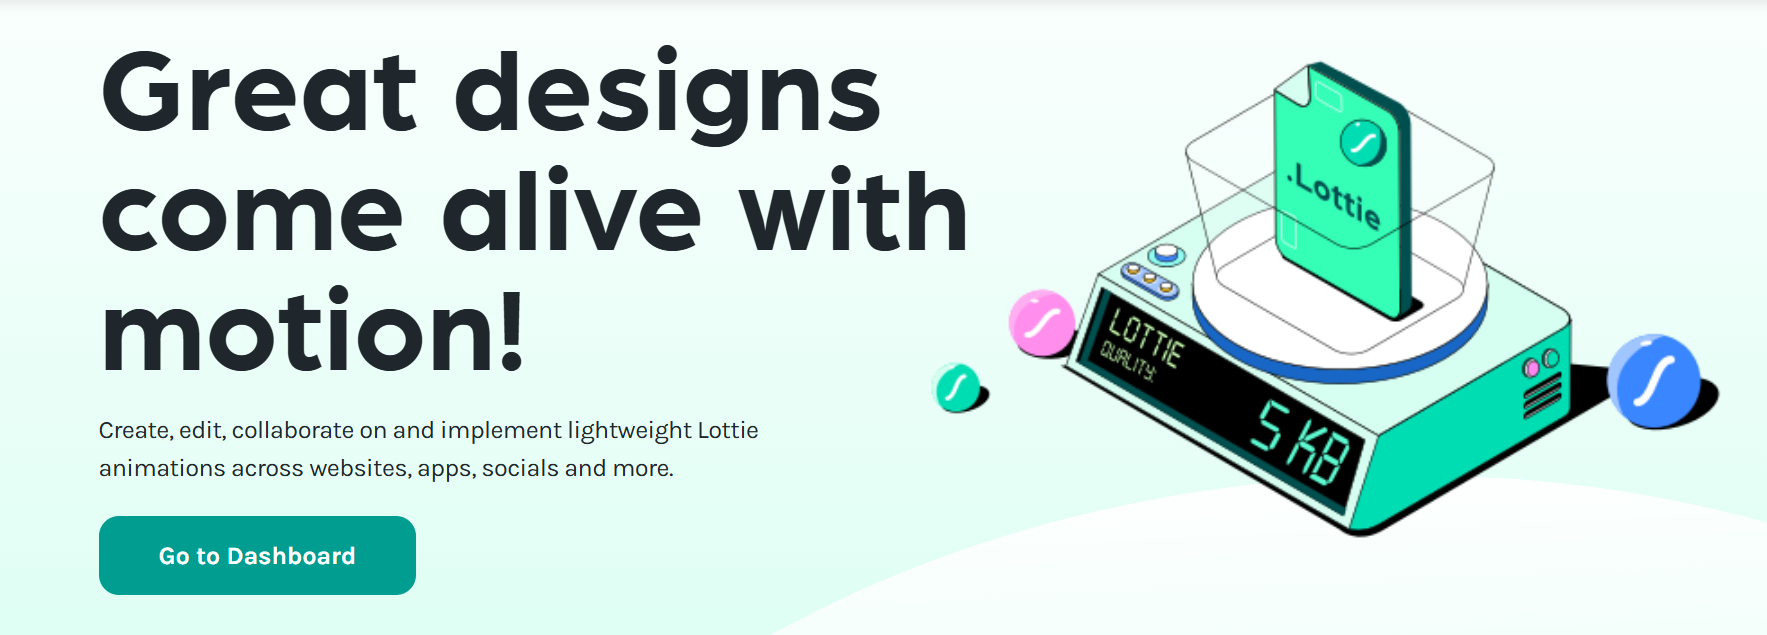 Great designs
come alive with
motion!
Create, edit, collaborate on and implement lightweight Lottie
animations across websites, apps, socials and more.
Go to Dashboard
.Lottie
LOTTIE
QUALITY:
5 KB